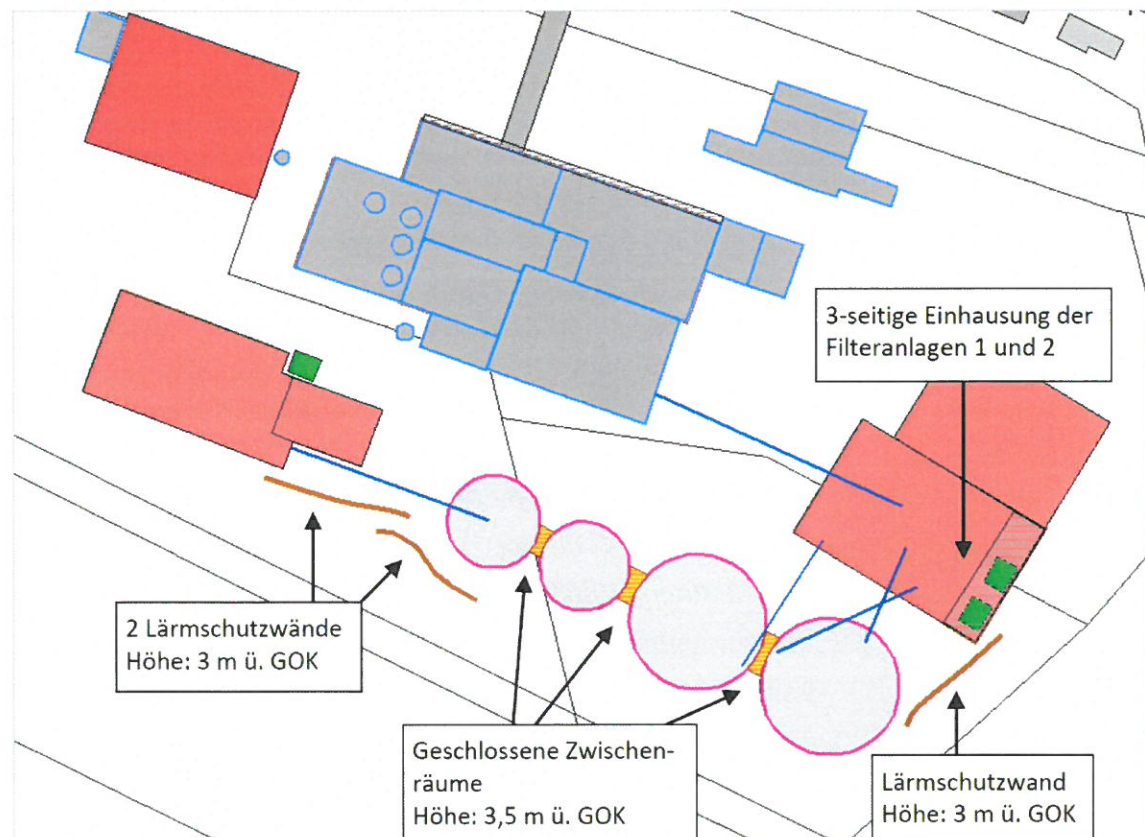 3-seitige Einhausung der
Filteranlagen 1 und 2
2 Lärmschutzwände
Höhe: 3 m ü. GOK
Geschlossene Zwischen-
räume
Höhe: 3,5 m ü. GOK
Lärmschutzwand
Höhe: 3 m ü. GOK